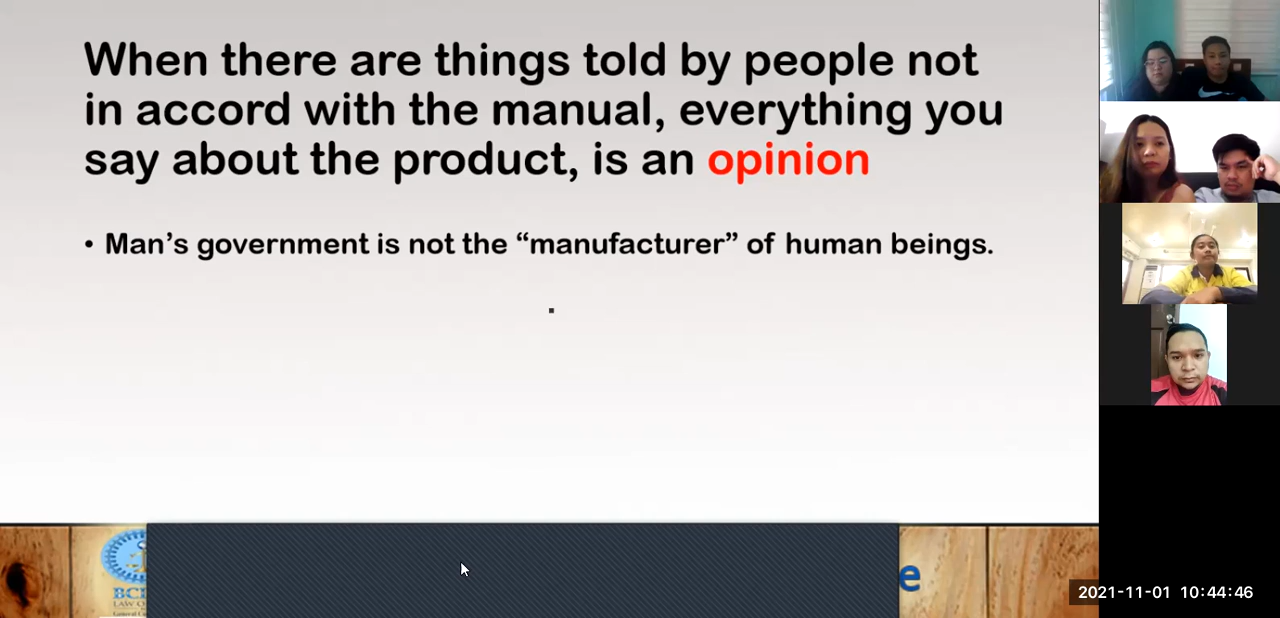 When there are things told by people not
in accord with the manual, everything you
say about the product, is an opinion
• Man’s government is not the “manufacturer” of human beings.
.
e
2021-11-01 10:44:46